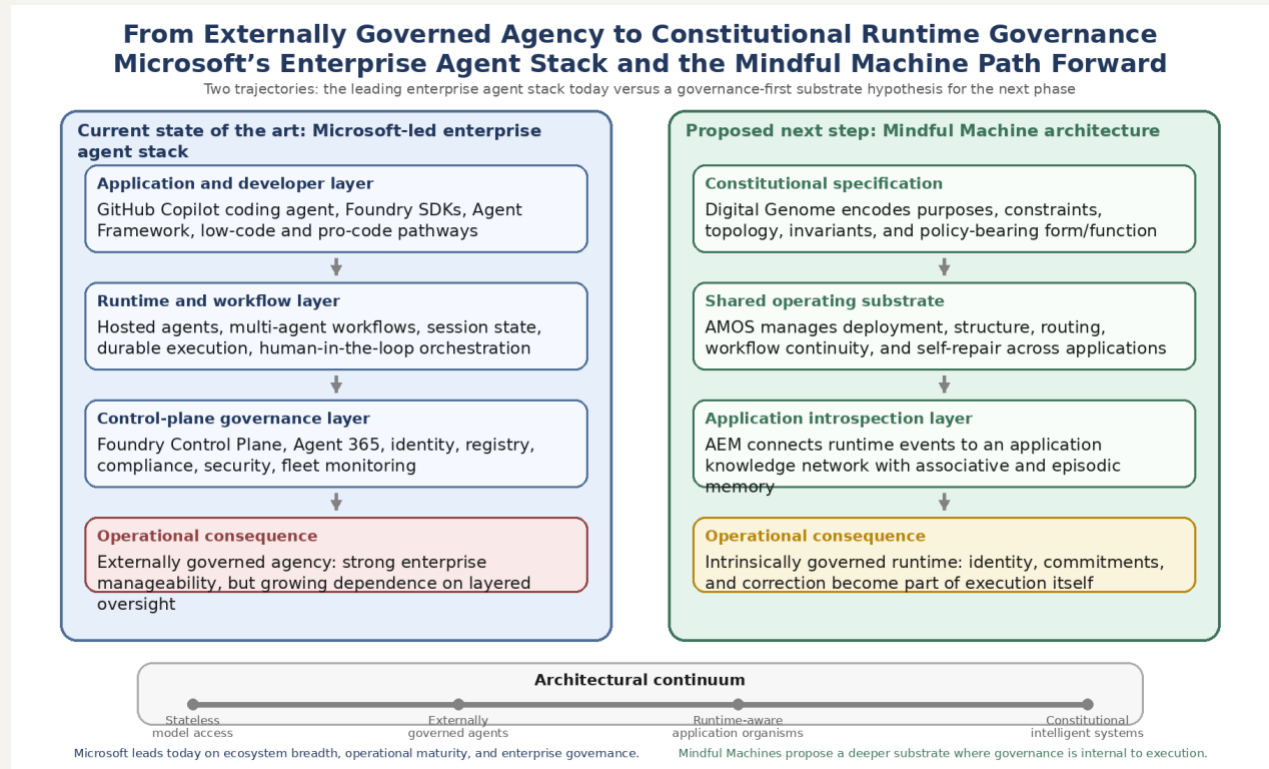 From Externally Governed Agency to Constitutional Runtime Governance
Microsoft’s Enterprise Agent Stack and the Mindful Machine Path Forward
Two trajectories: the leading enterprise agent stack today versus a governance-first substrate hypothesis for the next phase
Current state of the art: Microsoft-led enterprise
agent stack
Application and developer layer
GitHub Copilot coding agent, Foundry SDKs, Agent
Framework, low-code and pro-code pathways
Runtime and workflow layer
Hosted agents, multi-agent workflows, session state,
durable execution, human-in-the-loop orchestration
Control-plane governance layer
Foundry Control Plane, Agent 365, identity, registry,
compliance, security, fleet monitoring
Operational consequence
Externally governed agency: strong enterprise
manageability, but growing dependence on layered
oversight
Proposed next step: Mindful Machine architecture
Constitutional specification
Digital Genome encodes purposes, constraints,
topology, invariants, and policy-bearing form/function
Shared operating substrate
AMOS manages deployment, structure, routing,
workflow continuity, and self-repair across applications
Application introspection layer
AEM connects runtime events to an application
knowledge network with associative and episodic
memory
Operational consequence
Intrinsically governed runtime: identity, commitments,
and correction become part of execution itself
Architectural continuum
Stateless
model access
Externally
governed agents
Runtime-aware
application organisms
Constitutional
intelligent systems
Microsoft leads today on ecosystem breadth, operational maturity, and enterprise governance.
Mindful Machines propose a deeper substrate where governance is internal to execution.